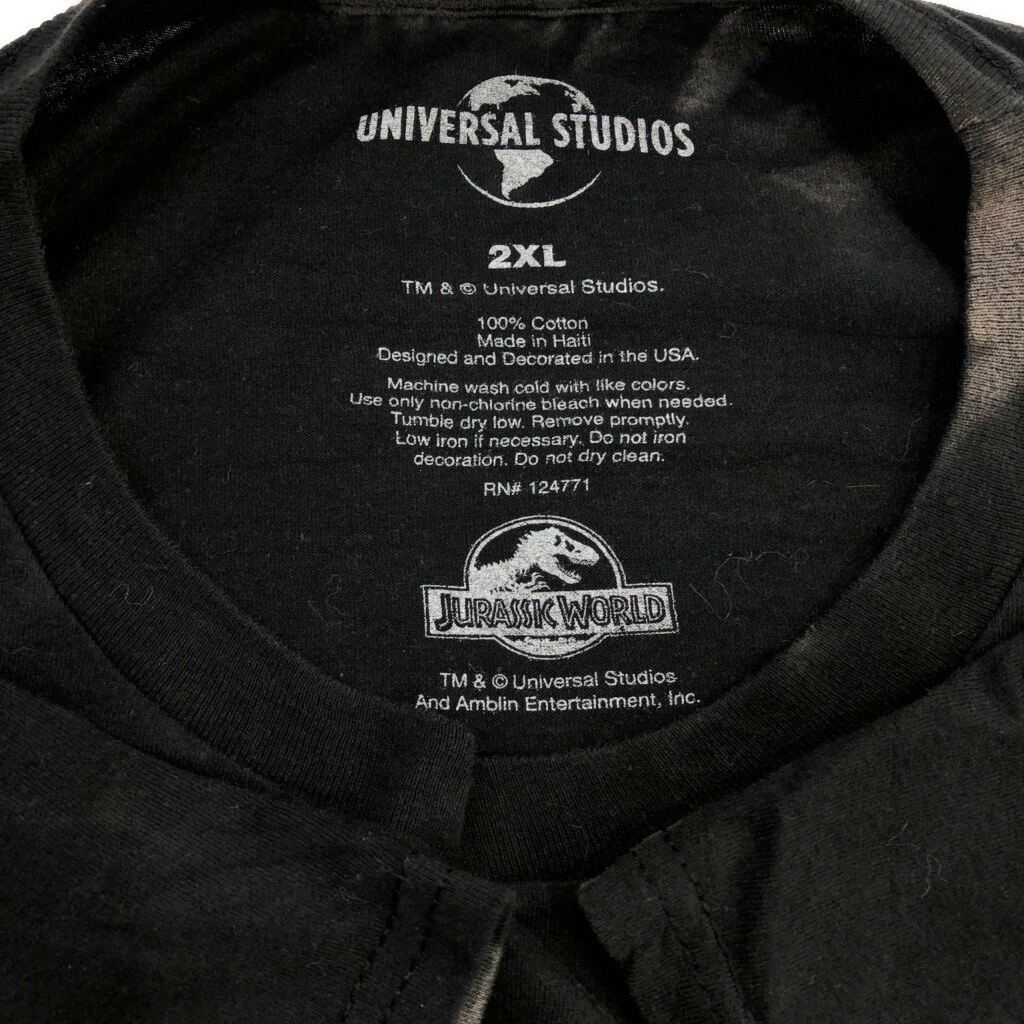 UNIVERSAL STUDIOS
2XL
TM & © Universal Studios.
100% Cotton
Made in Haiti
Designed and Decorated in the USA.
Machine wash cold with like colors.
Use only non-chlorine bleach when needed.
Tumble dry low. Remove promptly.
Low iron if necessary. Do not iron
decoration. Do not dry clean.
RN# 124771
JURASSIC WORLD
TM & © Universal Studios
And Amblin Entertainment, Inc.